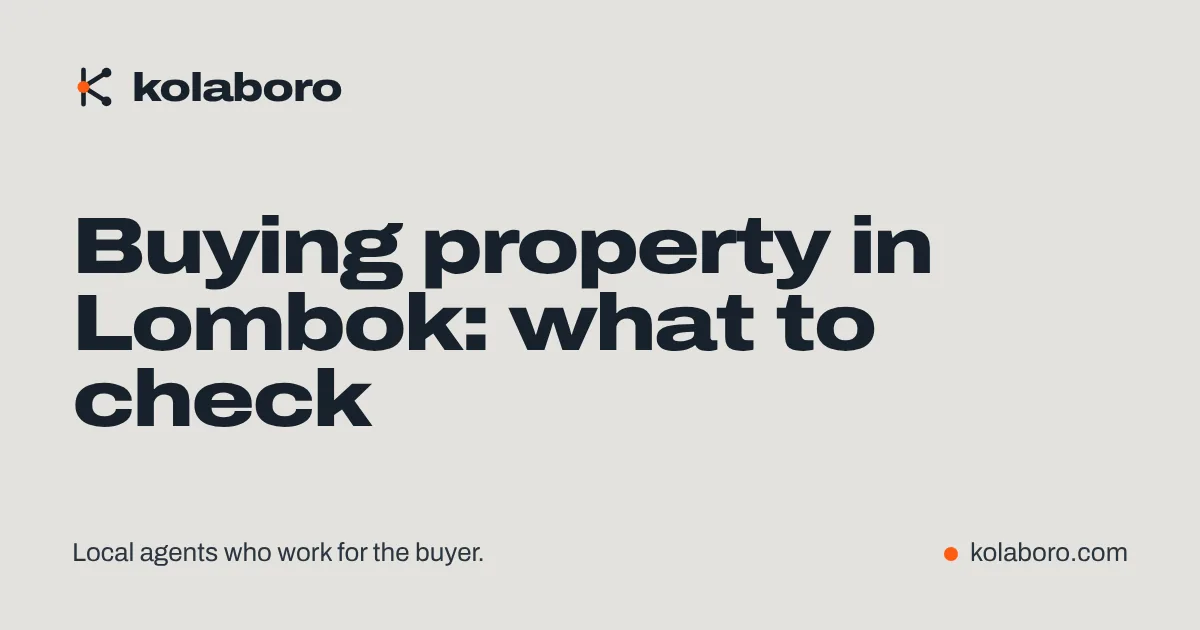 kolaboro
Buying property in
Lombok: what to
check
Local agents who work for the buyer.
kolaboro.com